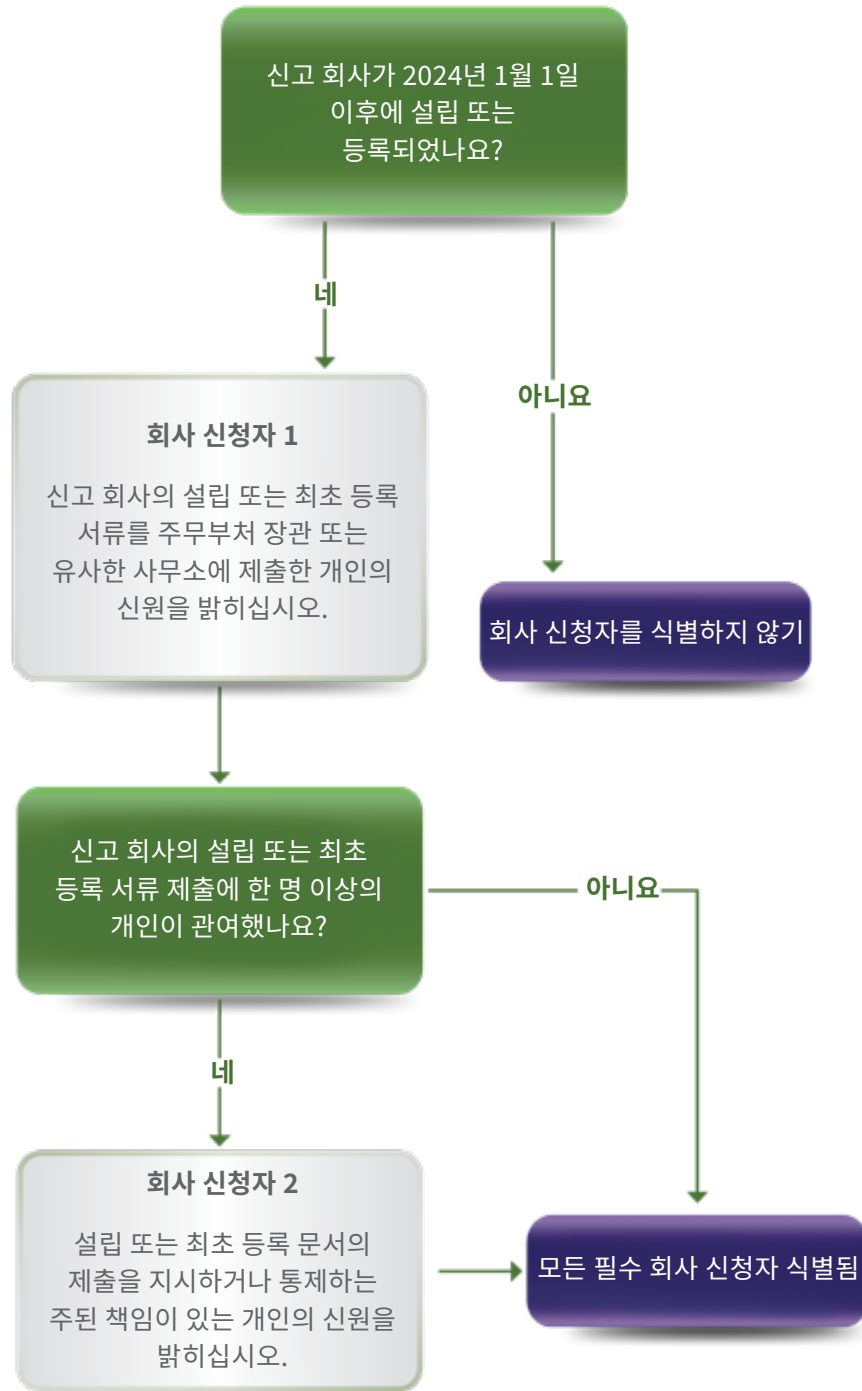 신고 회사가 2024년 1월 1일
이후에 설립 또는
등록되었나요?
네
아니요
회사 신청자 1
신고 회사의 설립 또는 최초 등록
서류를 주무부처 장관 또는
유사한 사무소에 제출한 개인의
신원을 밝히십시오.
회사 신청자를 식별하지 않기
신고 회사의 설립 또는 최초
등록 서류 제출에 한 명 이상의
개인이 관여했나요?
아니요
네
회사 신청자 2
설립 또는 최초 등록 문서의
제출을 지시하거나 통제하는
주된 책임이 있는 개인의 신원을
밝히십시오.
모든 필수 회사 신청자 식별됨